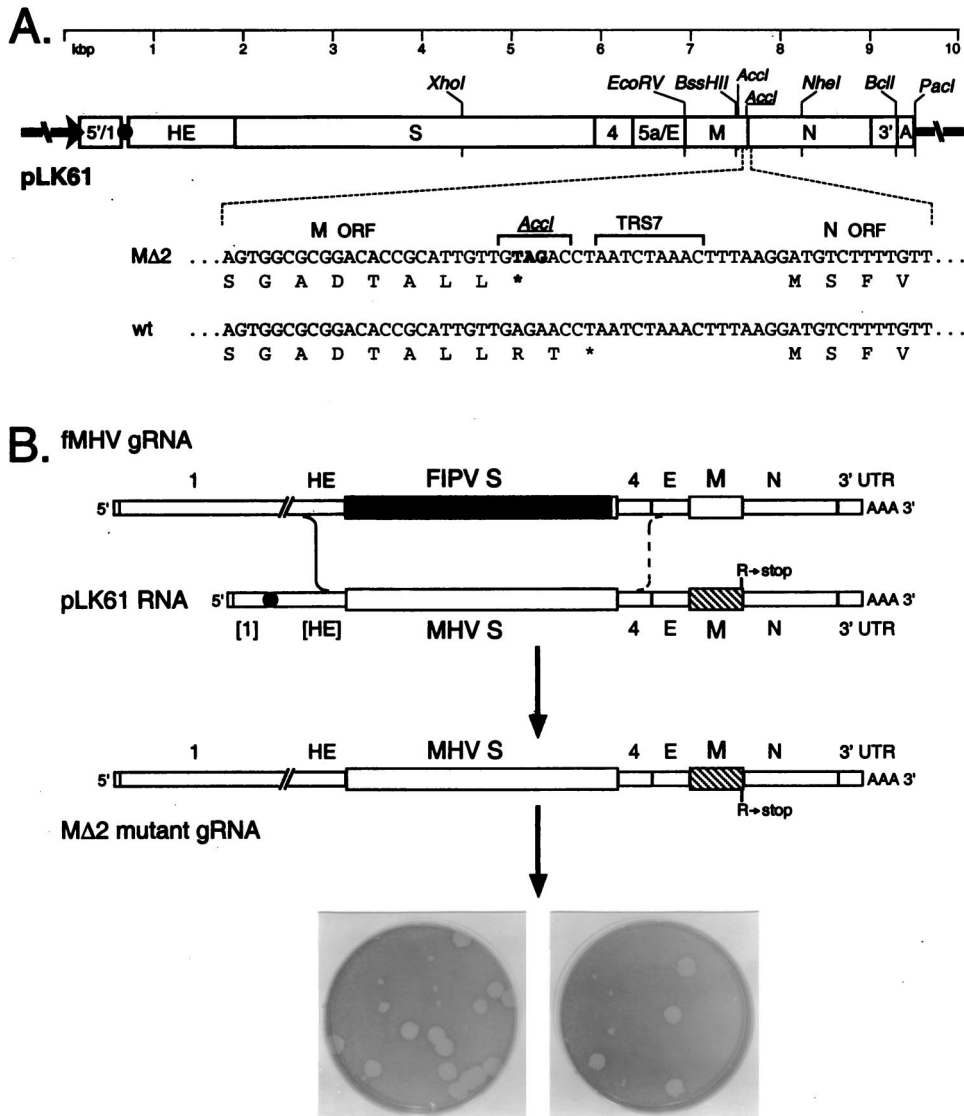 A.
kbp 1 2 3 4 5 6 7 8 9 10
XhoI EcoRV BssHII AccI AccI NheI BclI PacI
5'/1 HE S 4 5a/E M N 3' A
pLK61
M ORF AccI TRS7 N ORF
MΔ2 ...AGTGGCGCGGACACCGCATTGTTGTAGACCTAATCTAAACTTTAAGGATGTCTTTTGTT...
S G A D T A L L * M S F V
wt ...AGTGGCGCGGACACCGCATTGTTGAGAACCTAATCTAAACTTTAAGGATGTCTTTTGTT...
S G A D T A L L R T * M S F V
B. fMHV gRNA
1 HE FIPV S 4 E M N 3' UTR
5' AAA 3'
R→stop
pLK61 RNA 5' AAA 3'
[1] [HE] MHV S 4 E M N 3' UTR
1 HE MHV S 4 E M N 3' UTR
5' AAA 3'
R→stop
MΔ2 mutant gRNA